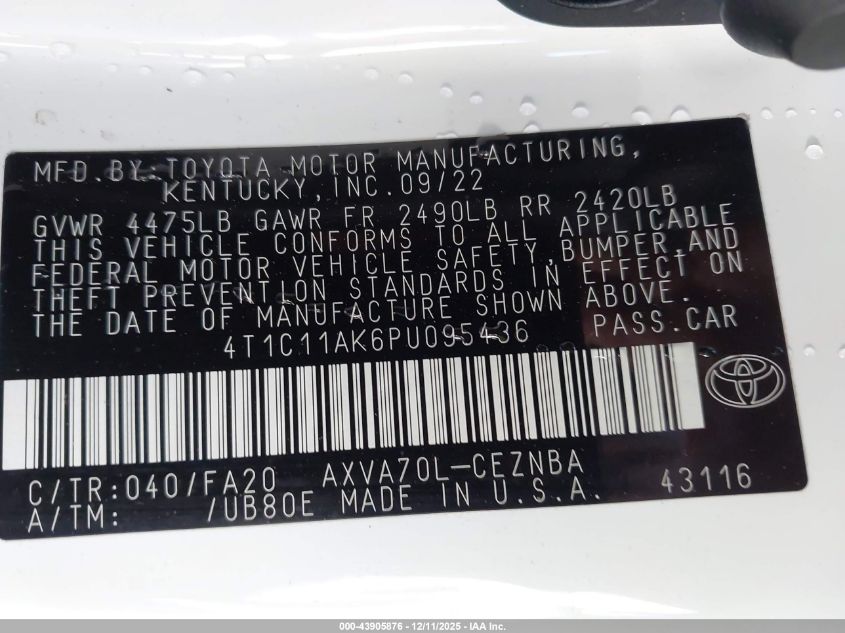 MFD.BY:TOYOTA MOTOR MANUFACTURING,
KENTUCKY,INC.09/22
GVWR 4475LB GAWR FR 2490LB RR 2420LB
THIS VEHICLE CONFORMS TO ALL APPLICABLE
FEDERAL MOTOR VEHICLE SAFETY,BUMPER,AND
THEFT PREVENTION STANDARDS IN EFFECT ON
THE DATE OF MANUFACTURE SHOWN ABOVE.
4T1C11AK6PU095436 PASS.CAR
C/TR:040/FA20 AXVA70L-CEZNBA
A/TM: /UB80E MADE IN U.S.A. 43116
000-43905876 - 12/11/2025 - IAA Inc.